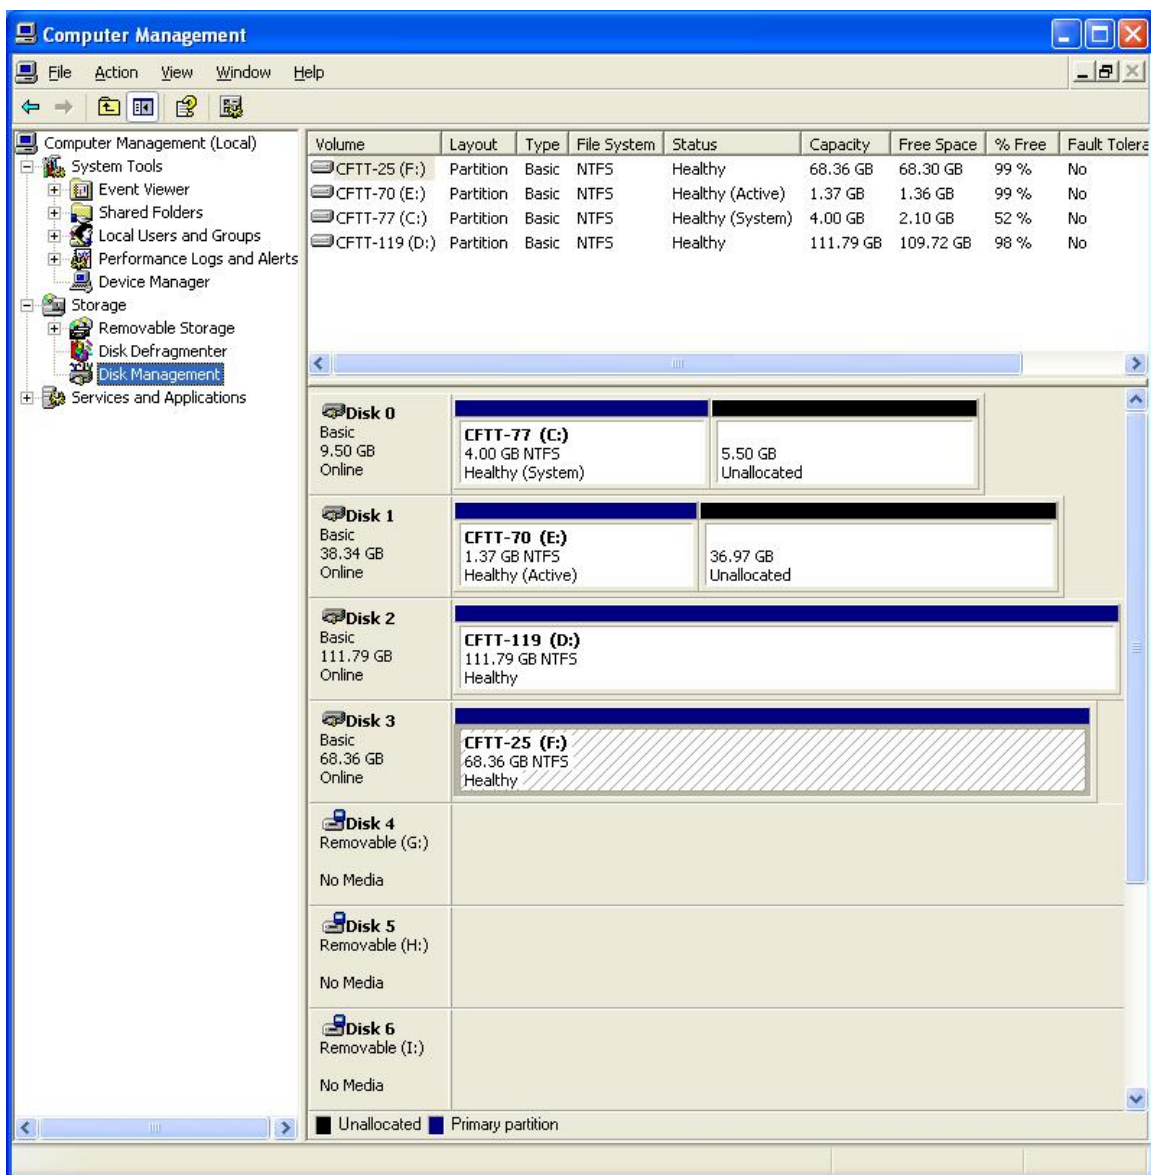 Computer Management
File Action View Window Help
Computer Management (Local)
System Tools
Event Viewer
Shared Folders
Local Users and Groups
Performance Logs and Alerts
Device Manager
Storage
Removable Storage
Disk Defragmenter
Disk Management
Services and Applications
Volume Layout Type File System Status Capacity Free Space % Free Fault Tolera
CFTT-25 (F:) Partition Basic NTFS Healthy 68.36 GB 68.30 GB 99 % No
CFTT-70 (E:) Partition Basic NTFS Healthy (Active) 1.37 GB 1.36 GB 99 % No
CFTT-77 (C:) Partition Basic NTFS Healthy (System) 4.00 GB 2.10 GB 52 % No
CFTT-119 (D:) Partition Basic NTFS Healthy 111.79 GB 109.72 GB 98 % No
Disk 0
Basic
9.50 GB
Online
CFTT-77 (C:)
4.00 GB NTFS
Healthy (System)
5.50 GB
Unallocated
Disk 1
Basic
38.34 GB
Online
CFTT-70 (E:)
1.37 GB NTFS
Healthy (Active)
36.97 GB
Unallocated
Disk 2
Basic
111.79 GB
Online
CFTT-119 (D:)
111.79 GB NTFS
Healthy
Disk 3
Basic
68.36 GB
Online
CFTT-25 (F:)
68.36 GB NTFS
Healthy
Disk 4
Removable (G:)
No Media
Disk 5
Removable (H:)
No Media
Disk 6
Removable (I:)
No Media
Unallocated Primary partition